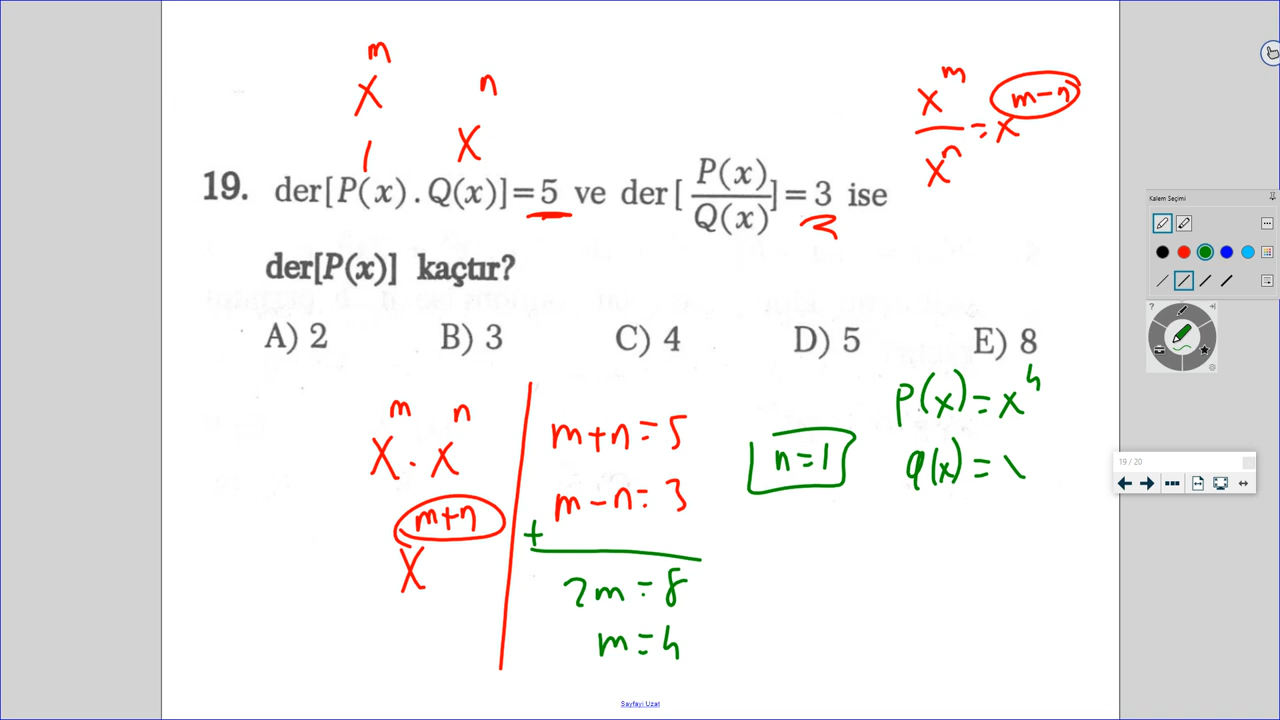 m
x
n
1 x
x^m / x^n = x^(m-n)
19. der[P(x).Q(x)]=5 ve der[P(x)/Q(x)]=3 ise
der[P(x)] kaçtır?
A) 2 B) 3 C) 4 D) 5 E) 8
x^m . x^n
x^(m+n)
m+n=5
m-n=3
+
2m=8
m=4
n=1
P(x)=x^4
Q(x)=
Kalem Seçimi
19 / 20
Sayfayi Uzat